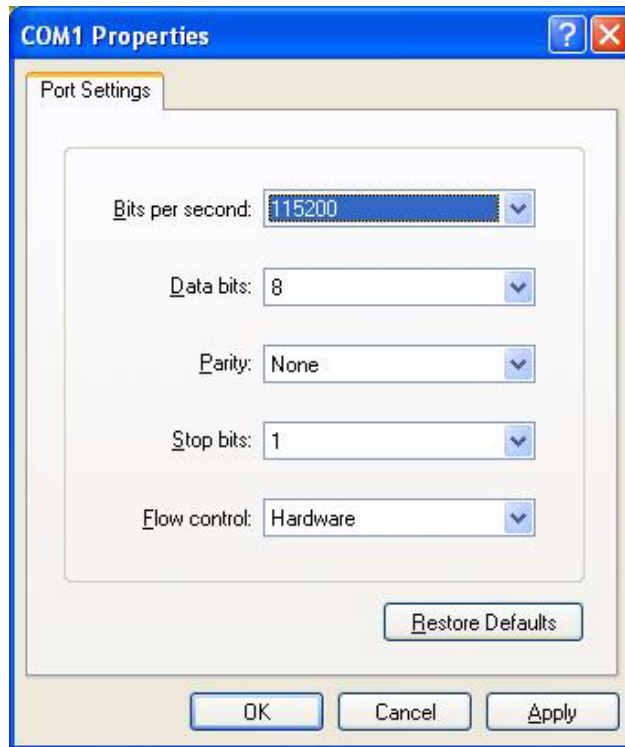 COM1 Properties
Port Settings
Bits per second: 115200
Data bits: 8
Parity: None
Stop bits: 1
Flow control: Hardware
Restore Defaults
OK Cancel Apply